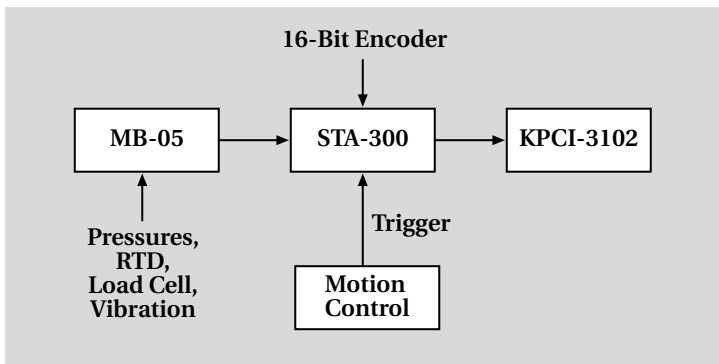 16-Bit Encoder
MB-05
STA-300
KPCI-3102
Trigger
Pressures,
RTD,
Load Cell,
Vibration
Motion
Control